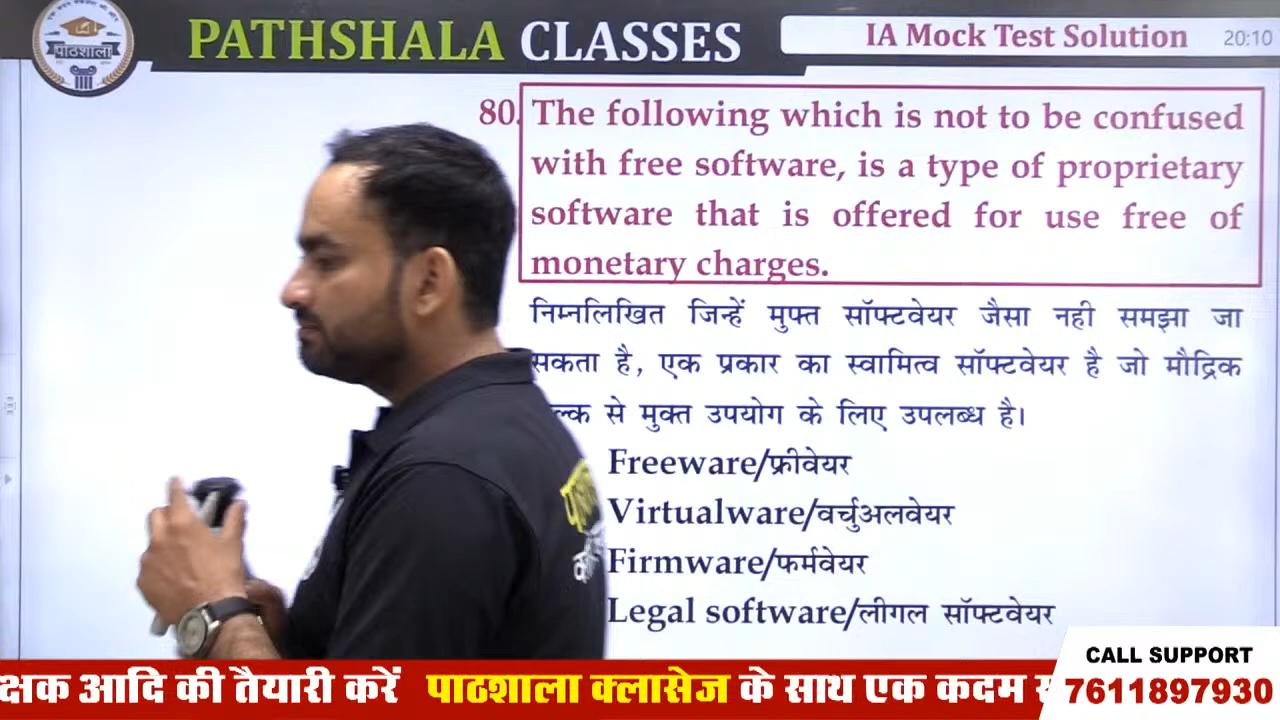 पाठशाला
PATHSHALA CLASSES
IA Mock Test Solution
20:10
80. The following which is not to be confused
with free software, is a type of proprietary
software that is offered for use free of
monetary charges.
निम्नलिखित जिन्हें मुफ्त सॉफ्टवेयर जैसा नही समझा जा
सकता है, एक प्रकार का स्वामित्व सॉफ्टवेयर है जो मौद्रिक
से मुक्त उपयोग के लिए उपलब्ध है।
Freeware/फ्रीवेयर
Virtualware/वर्चुअलवेयर
Firmware/फर्मवेयर
Legal software/लीगल सॉफ्टवेयर
CALL SUPPORT
7611897930
आदि की तैयारी करें पाठशाला क्लासेज के साथ एक कदम